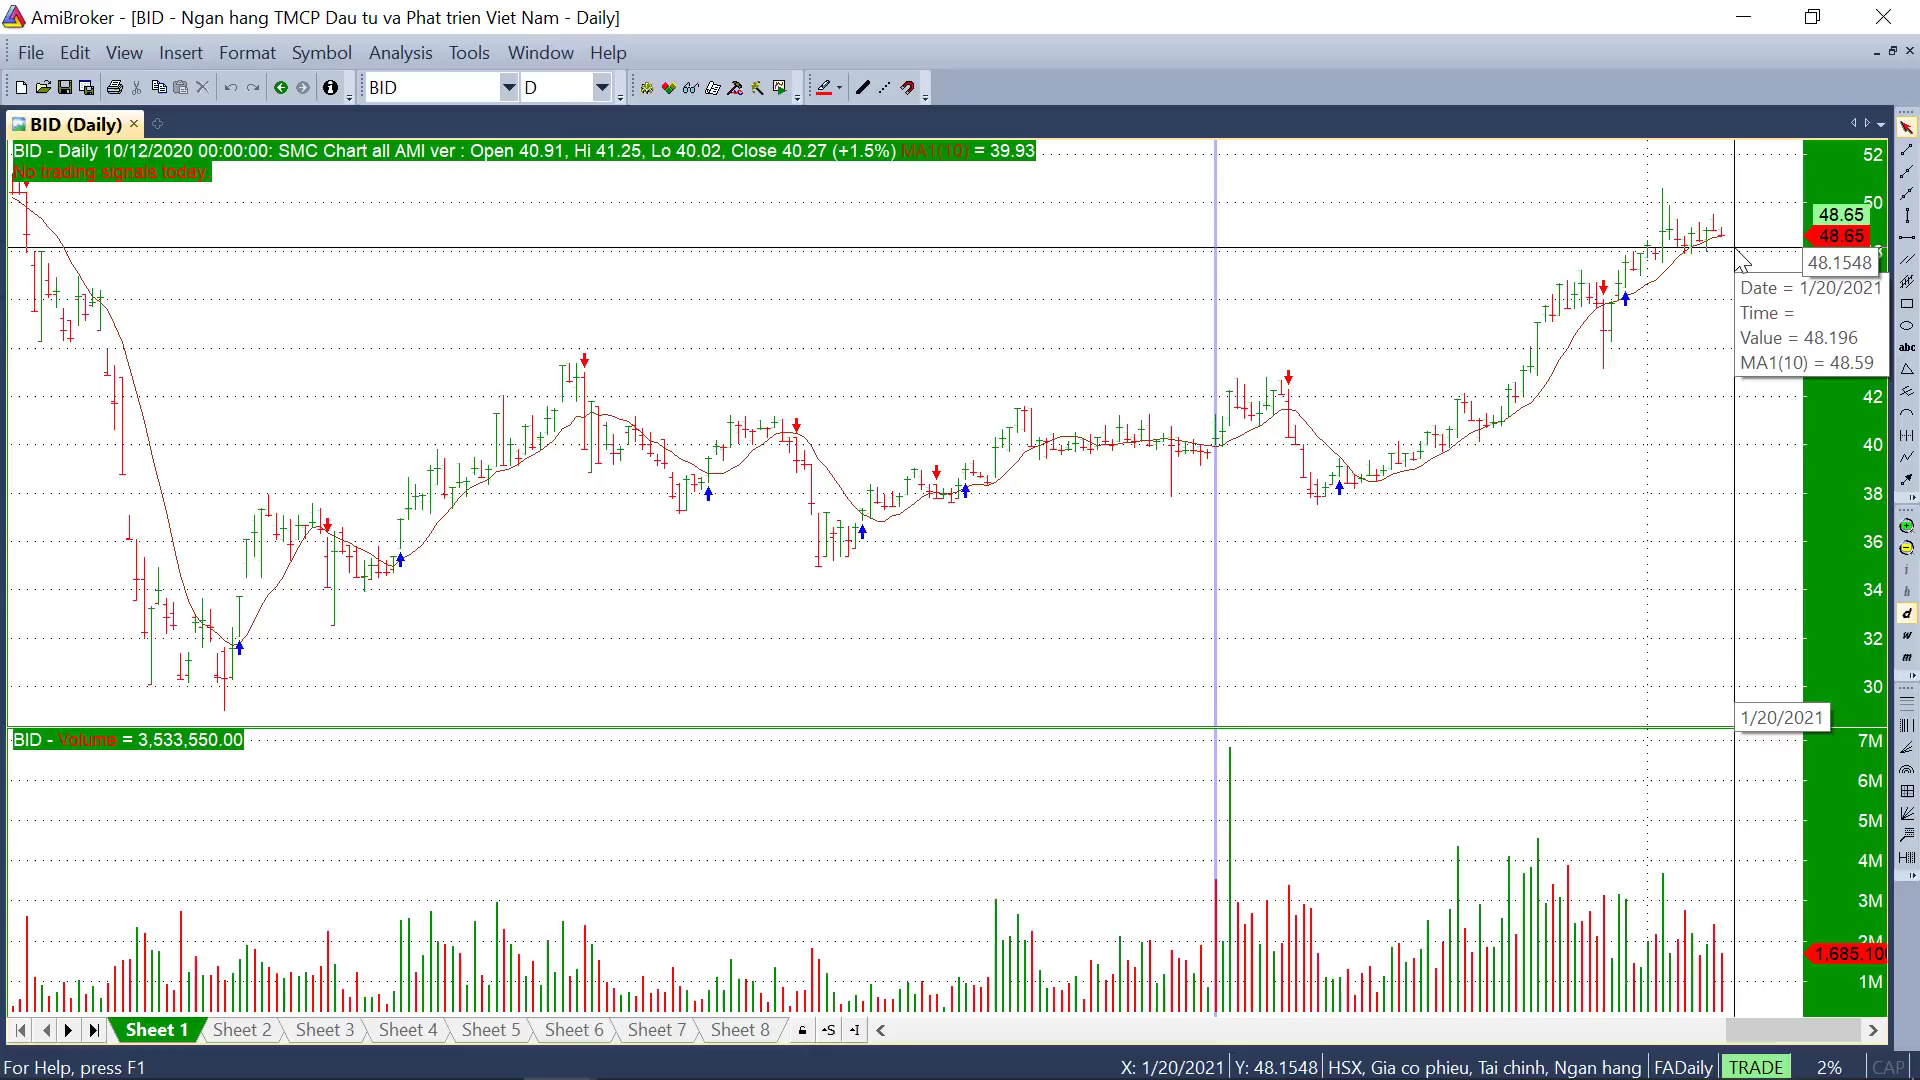 AmiBroker - [BID - Ngan hang TMCP Dau tu va Phat trien Viet Nam - Daily]
File Edit View Insert Format Symbol Analysis Tools Window Help
BID D
BID (Daily)
BID - Daily 10/12/2020 00:00:00: SMC Chart all AMI ver : Open 40.91, Hi 41.25, Lo 40.02, Close 40.27 (+1.5%) MA1(10) = 39.93
No trading signals today.
52
50
48.65
48.65
48.1548
Date = 1/20/2021
Time =
Value = 48.196
MA1(10) = 48.59
42
40
38
36
34
32
30
1/20/2021
BID - Volume = 3,533,550.00
7M
6M
5M
4M
3M
2M
1,685,100
1M
abc
d
w
m
Sheet 1 Sheet 2 Sheet 3 Sheet 4 Sheet 5 Sheet 6 Sheet 7 Sheet 8
For Help, press F1 X: 1/20/2021 Y: 48.1548 HSX, Gia co phieu, Tai chinh, Ngan hang FADaily TRADE 2% CAP